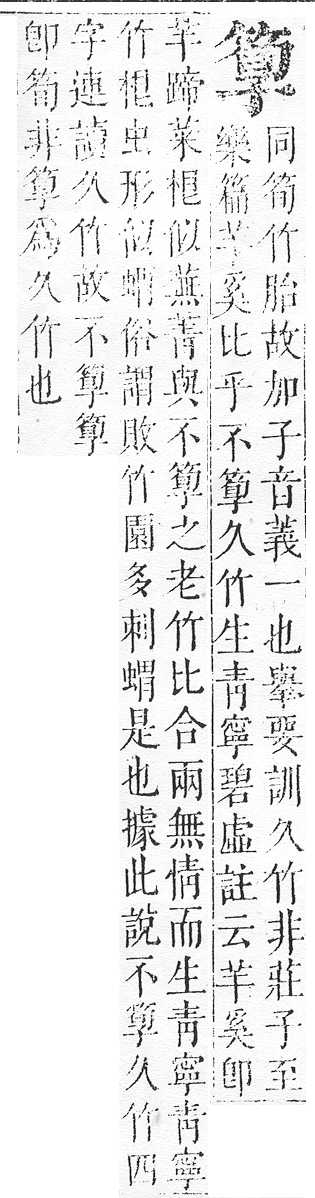 箰
同筍竹胎故加子音義一也舉要訓久竹非莊子至
樂篇羊奚比乎不箰久竹生青寧碧虛註云羊奚即
羊蹄菜根似蕪菁與不箰之老竹比合兩無情而生青寧青寧
竹根虫形似蝟俗謂敗竹園多刺蝟是也據此說不箰久竹四
字連讀久竹故不箰箰
即筍非箰爲久竹也